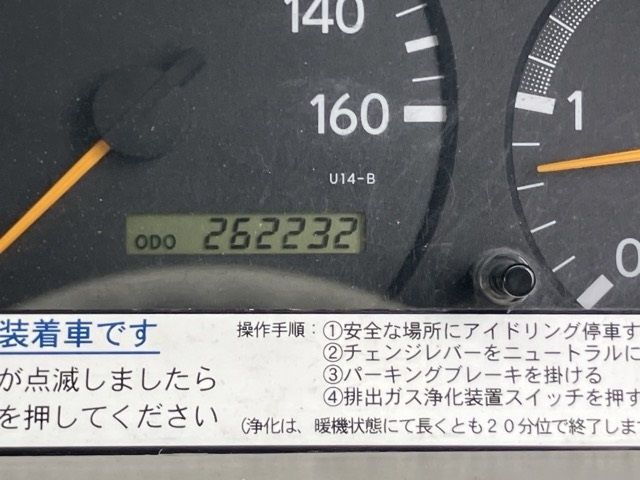 140
160
U14-B
1
0
ODO 262232
装着車です
が点滅しましたら
を押してください
操作手順：①安全な場所にアイドリング停車す
②チェンジレバーをニュートラルに
③パーキングブレーキを掛ける
④排出ガス浄化装置スイッチを押す
（浄化は、暖機状態にて長くとも２０分位で終了しま